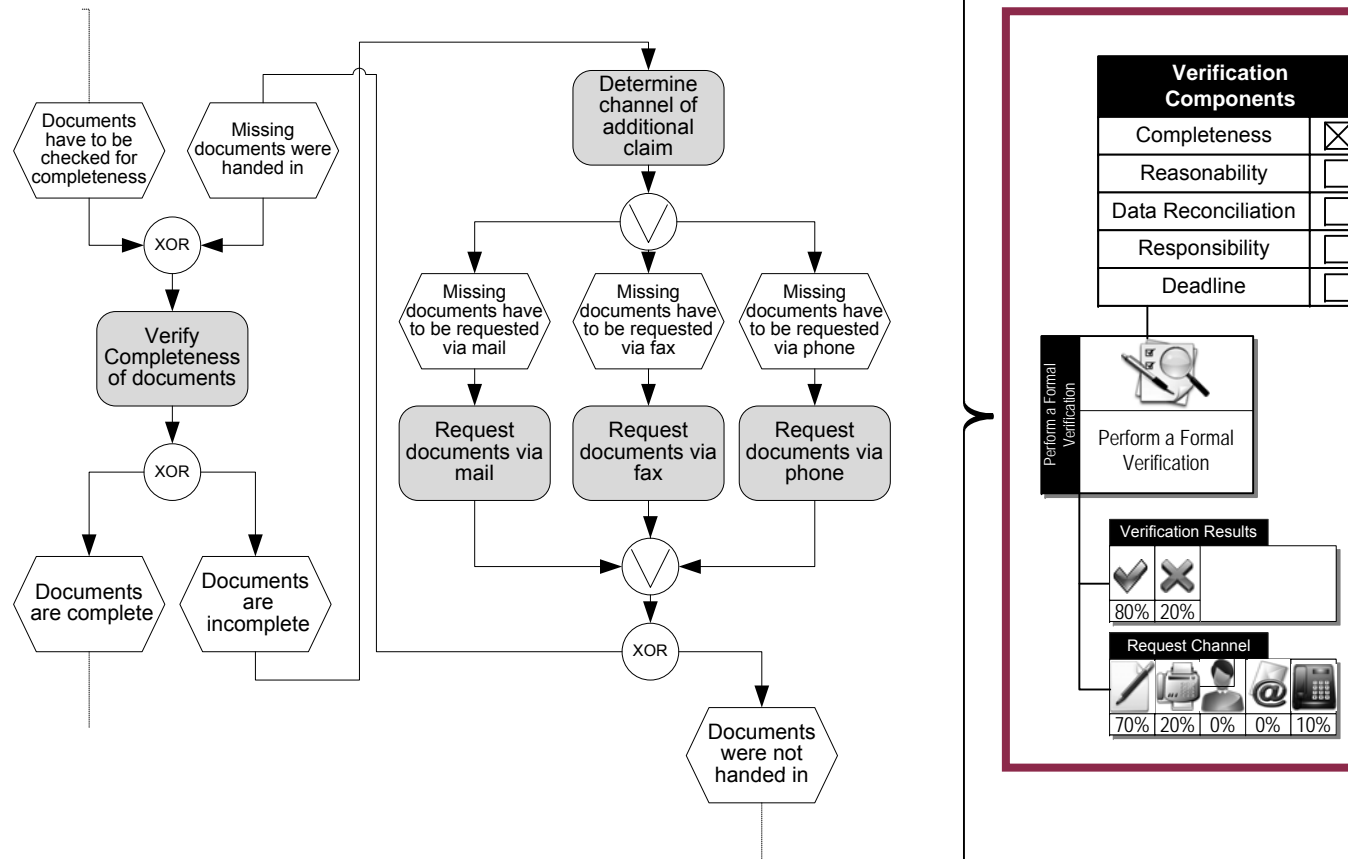 Documents
have to be
checked for
completeness
Missing
documents were
handed in
XOR
Verify
Completeness
of documents
XOR
Documents
are complete
Documents
are
incomplete
Determine
channel of
additional
claim
Missing
documents have
to be requested
via mail
Missing
documents have
to be requested
via fax
Missing
documents have
to be requested
via phone
Request
documents via
mail
Request
documents via
fax
Request
documents via
phone
XOR
Documents
were not
handed in
Verification
Components
Completeness
Reasonability
Data Reconciliation
Responsibility
Deadline
Perform a Formal
Verification
Perform a Formal
Verification
Verification Results
80% 20%
Request Channel
@
70% 20% 0% 0% 10%